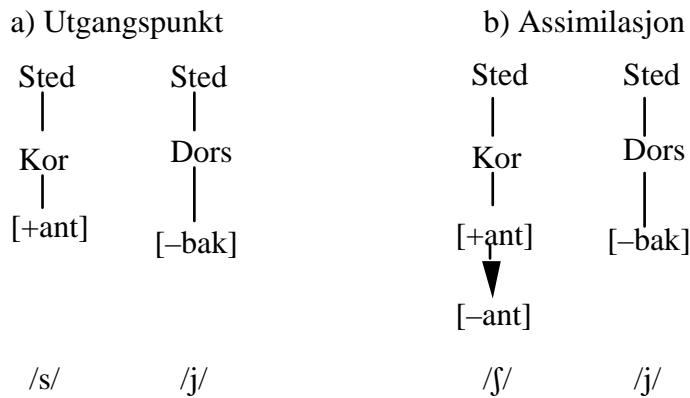 a) Utgangspunkt b) Assimilasjon
Sted Sted Sted Sted
Kor Dors Kor Dors
[+ant] [–bak] [+ant] [–bak]
[–ant]
/s/ /j/ /ʃ/ /j/